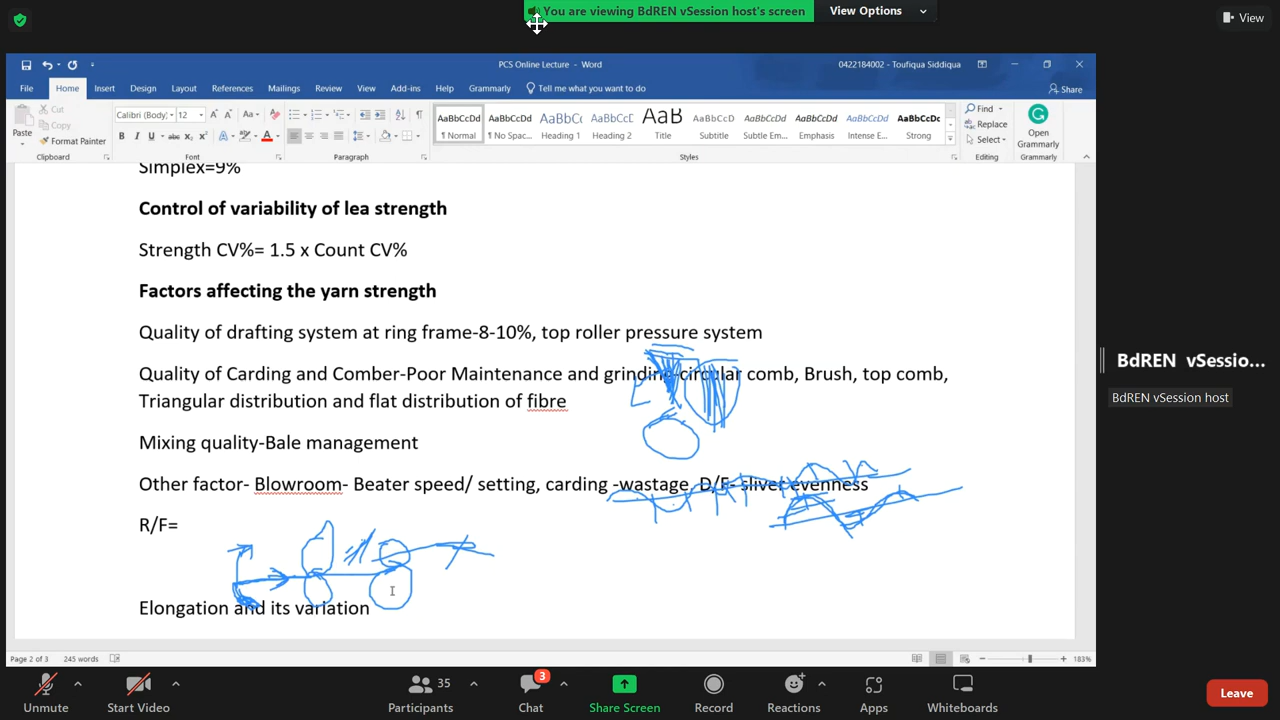 You are viewing BdREN vSession host's screen
View Options
View
PCS Online Lecture - Word
0422184002 - Toufiqua Siddiqua
File Home Insert Design Layout References Mailings Review View Add-ins Help Grammarly Tell me what you want to do
Share
Paste
Cut
Copy
Format Painter
Clipboard
Calibri (Body) 12
Font
Paragraph
AaBbCcDd AaBbCcDd AaBbC AaBbCcC AaB AaBbCcD AaBbCcDd AaBbCcDd AaBbCcDd AaBbCcDc
¶ Normal ¶ No Spac... Heading 1 Heading 2 Title Subtitle Subtle Em... Emphasis Intense E... Strong
Styles
Find
Replace
Select
Editing
Open Grammarly
Grammarly
Simplex=9%
Control of variability of lea strength
Strength CV%= 1.5 x Count CV%
Factors affecting the yarn strength
Quality of drafting system at ring frame-8-10%, top roller pressure system
Quality of Carding and Comber-Poor Maintenance and grinding-circular comb, Brush, top comb,
Triangular distribution and flat distribution of fibre
Mixing quality-Bale management
Other factor- Blowroom- Beater speed/ setting, carding -wastage, D/F- sliver evenness
R/F=
Elongation and its variation
Page 2 of 3 245 words
183%
BdREN vSessio...
BdREN vSession host
Unmute
Start Video
35
Participants
3
Chat
Share Screen
Record
Reactions
Apps
Whiteboards
Leave